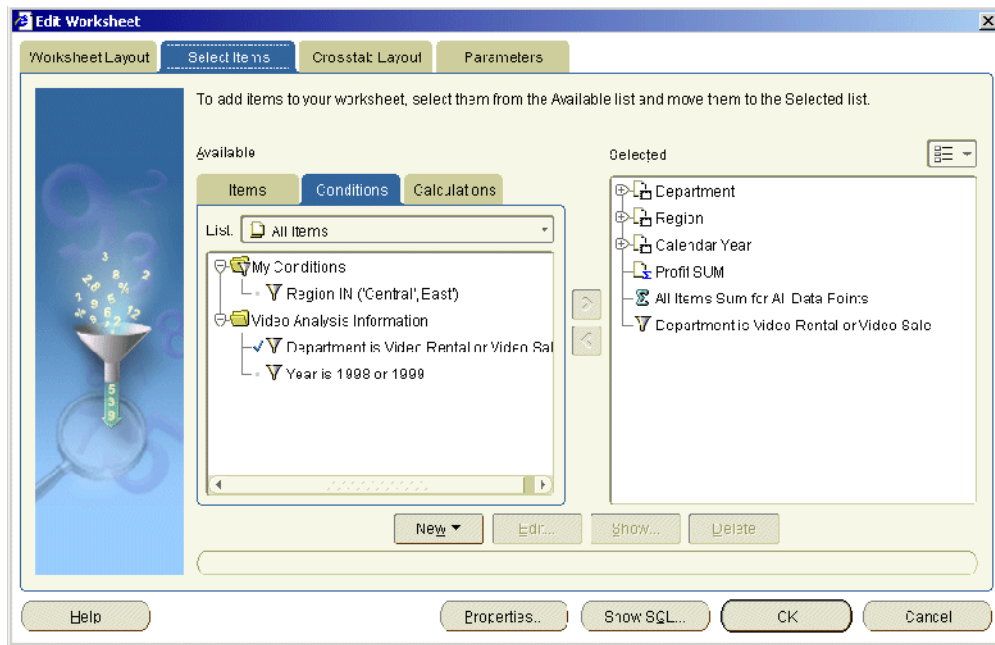 Edit Worksheet
Worksheet Layout Select Items Crosstab Layout Parameters
To add items to your worksheet, select them from the Available list and move them to the Selected list.
Available
Selected
Items Conditions Calculations
List: All Items
My Conditions
Region IN ('Central','East')
Video Analysis Information
Department is Video Rental or Video Sal
Year is 1998 or 1999
Department
Region
Calendar Year
Profit SUM
All Items Sum for All Data Points
Department is Video Rental or Video Sale
New Edit... Show... Delete
Help Properties... Show SQL... OK Cancel